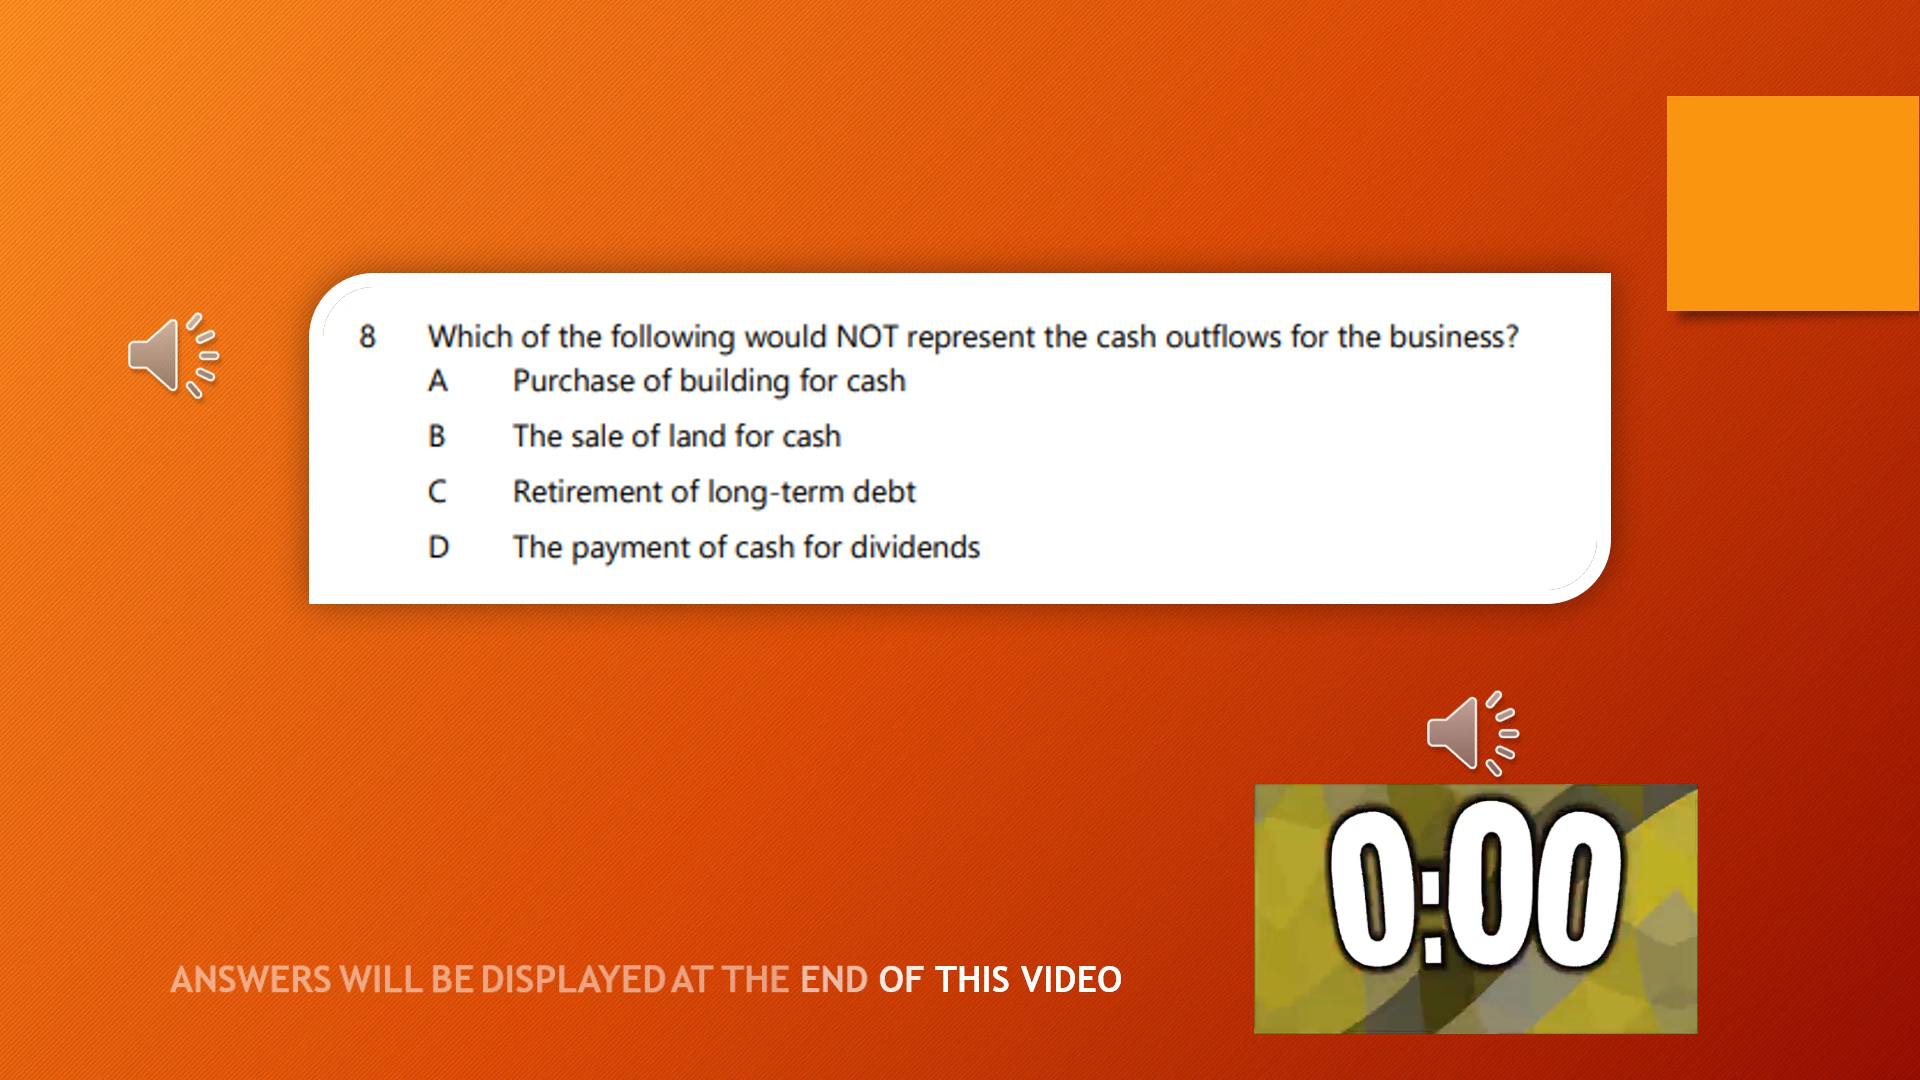 8 Which of the following would NOT represent the cash outflows for the business?
A Purchase of building for cash
B The sale of land for cash
C Retirement of long-term debt
D The payment of cash for dividends
0:00
ANSWERS WILL BE DISPLAYED AT THE END OF THIS VIDEO